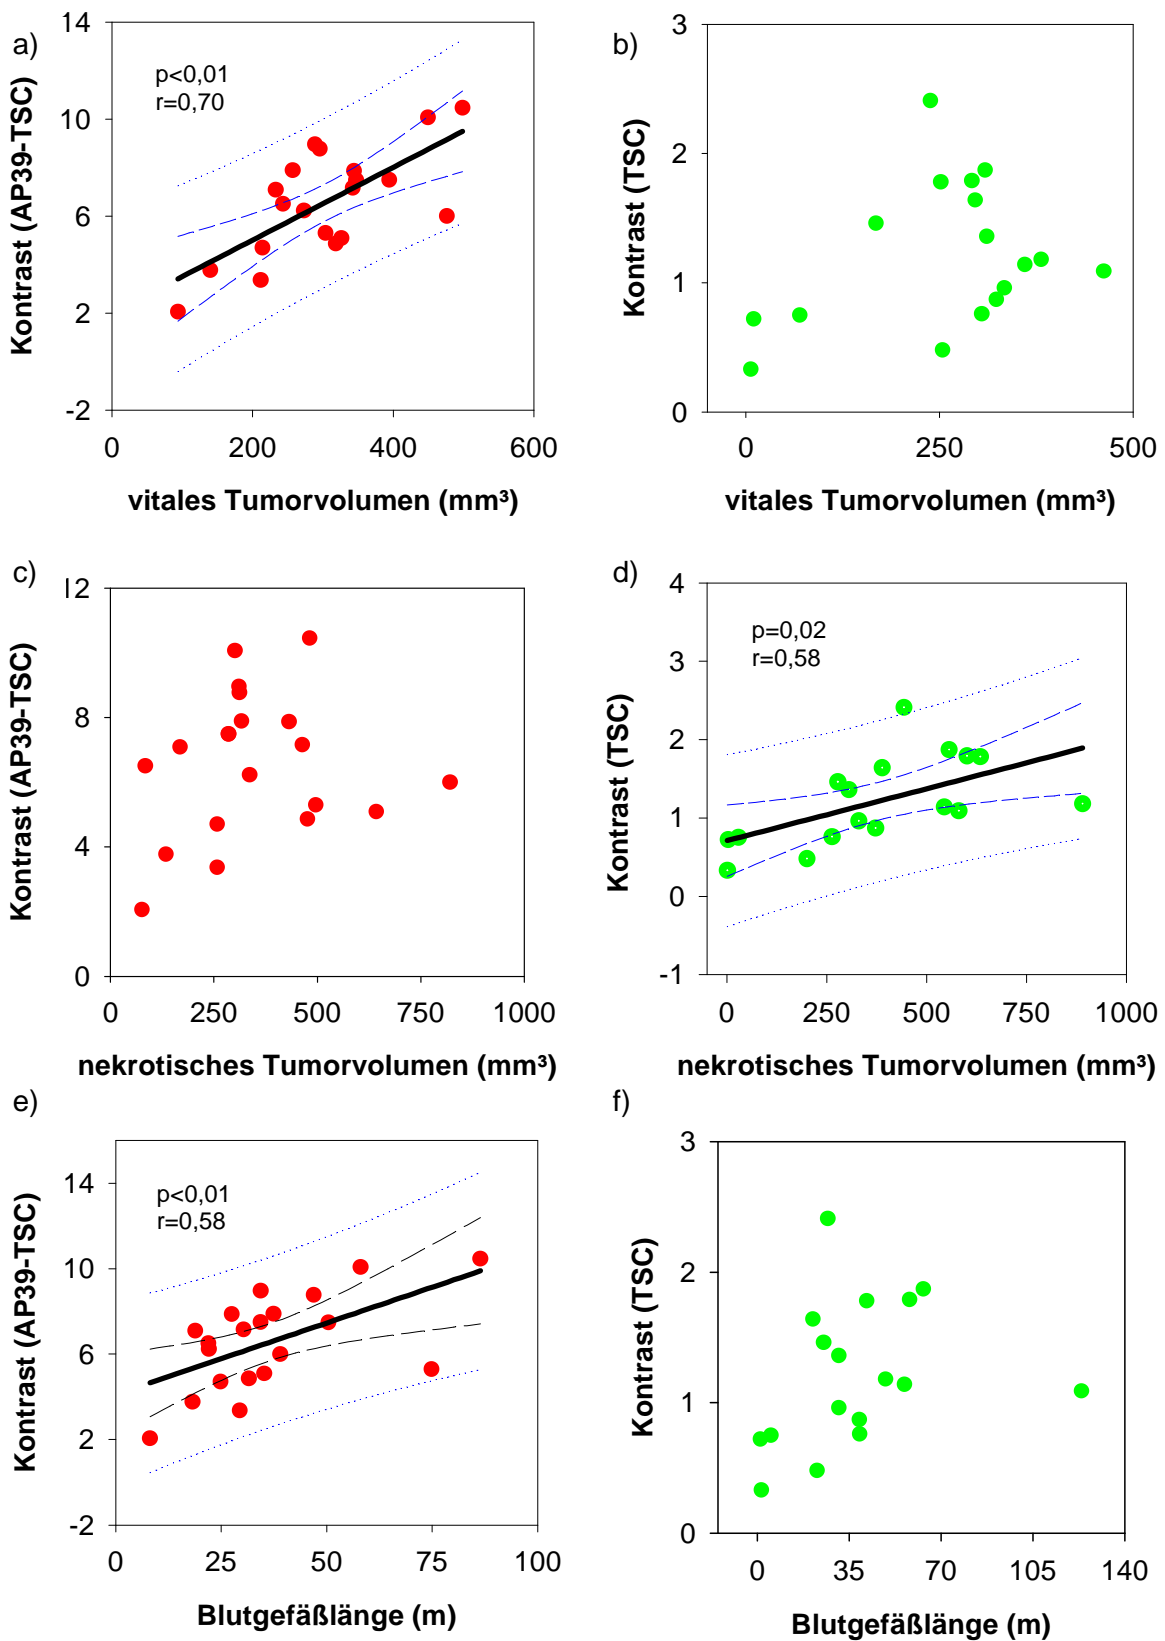 a)
Kontrast (AP39-TSC)
14
10
6
2
-2
p<0,01
r=0,70
0 200 400 600
vitales Tumorvolumen (mm³)
b)
Kontrast (TSC)
3
2
1
0
0 250 500
vitales Tumorvolumen (mm³)
c)
Kontrast (AP39-TSC)
12
8
4
0
0 250 500 750 1000
nekrotisches Tumorvolumen (mm³)
d)
Kontrast (TSC)
4
3
2
1
0
-1
p=0,02
r=0,58
0 250 500 750 1000
nekrotisches Tumorvolumen (mm³)
e)
Kontrast (AP39-TSC)
14
10
6
2
-2
p<0,01
r=0,58
0 25 50 75 100
Blutgefäßlänge (m)
f)
Kontrast (TSC)
3
2
1
0
0 35 70 105 140
Blutgefäßlänge (m)